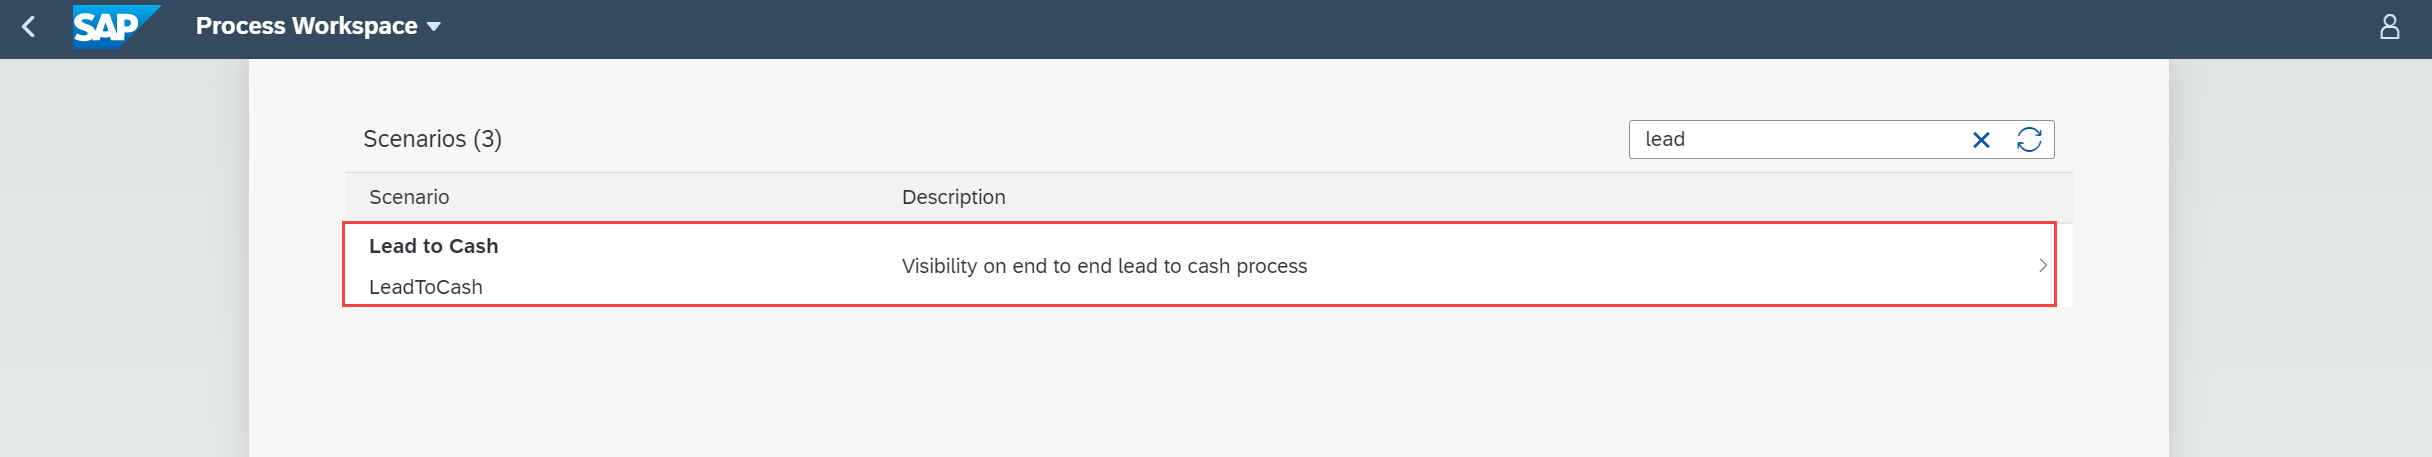 SAP Process Workspace
Scenarios (3) lead
Scenario Description
Lead to Cash
Visibility on end to end lead to cash process
LeadToCash